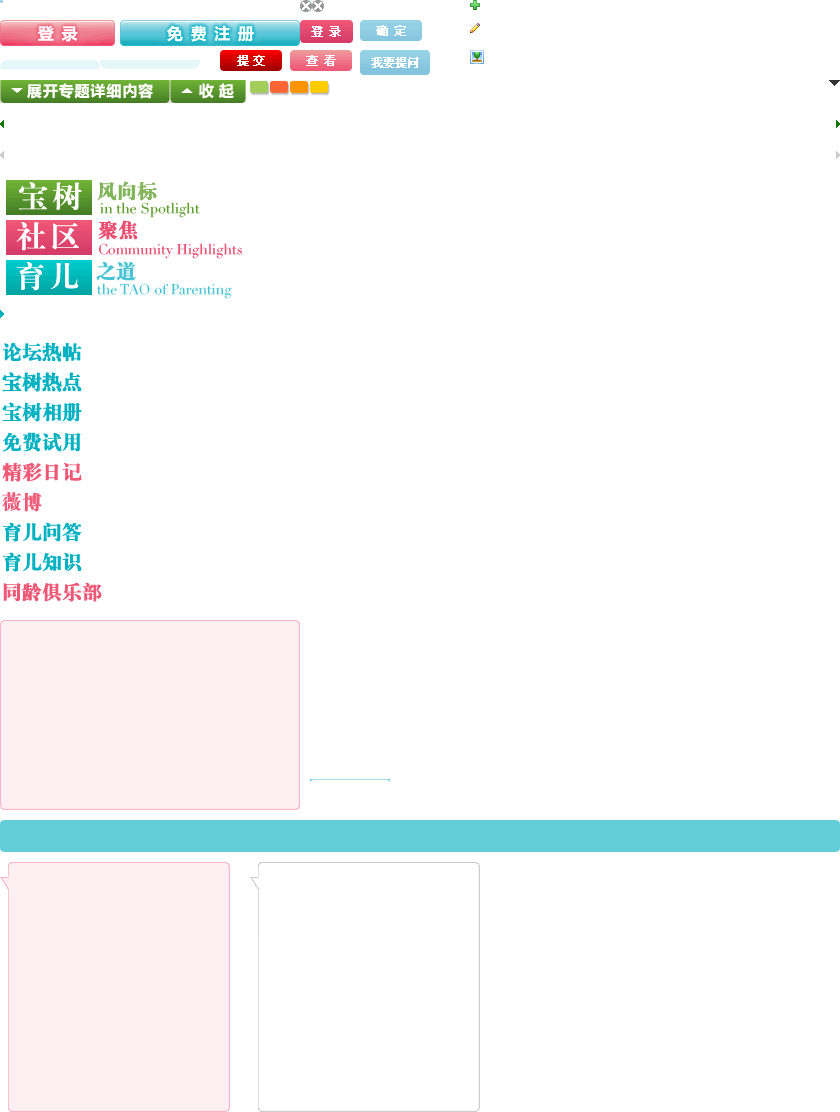 登 录
免 费 注 册
登 录
确 定
提 交
查 看
我要提问
展开专题详细内容
收 起
宝树 风向标
in the Spotlight
社区 聚焦
Community Highlights
育儿 之道
the TAO of Parenting
论坛热帖
宝树热点
宝树相册
免费试用
精彩日记
薇博
育儿问答
育儿知识
同龄俱乐部